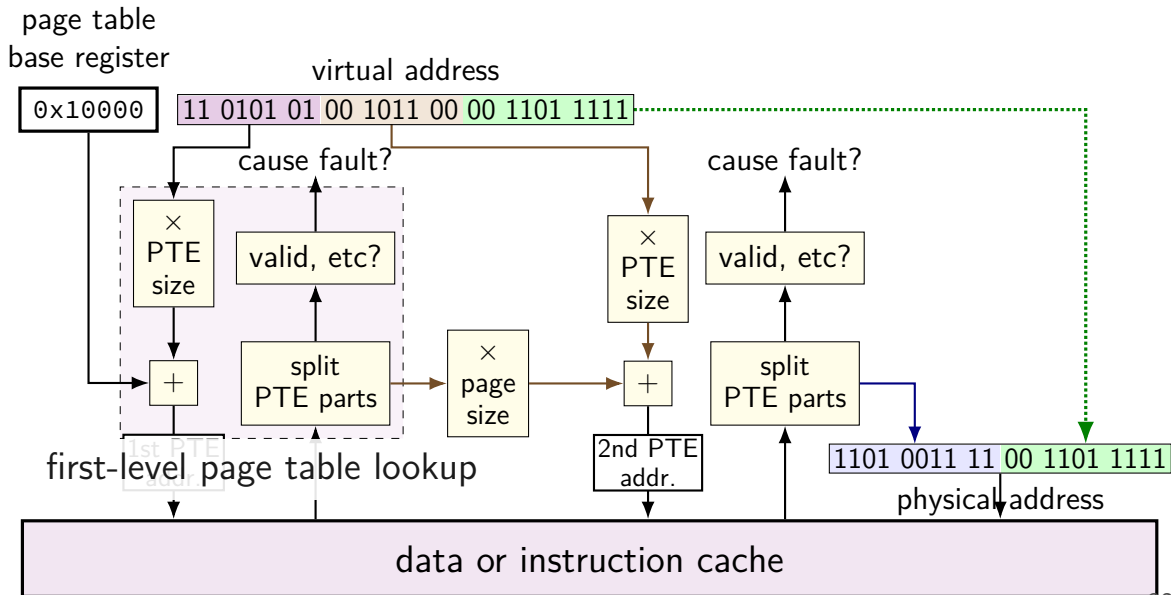 page table
base register
virtual address
0x10000
11 0101 01 00 1011 00 00 1101 1111
cause fault?
cause fault?
×
PTE
size
valid, etc?
×
PTE
size
valid, etc?
+
split
PTE parts
×
page
size
+
split
PTE parts
1st PTE
addr.
first-level page table lookup
2nd PTE
addr.
1101 0011 11 00 1101 1111
physical address
data or instruction cache